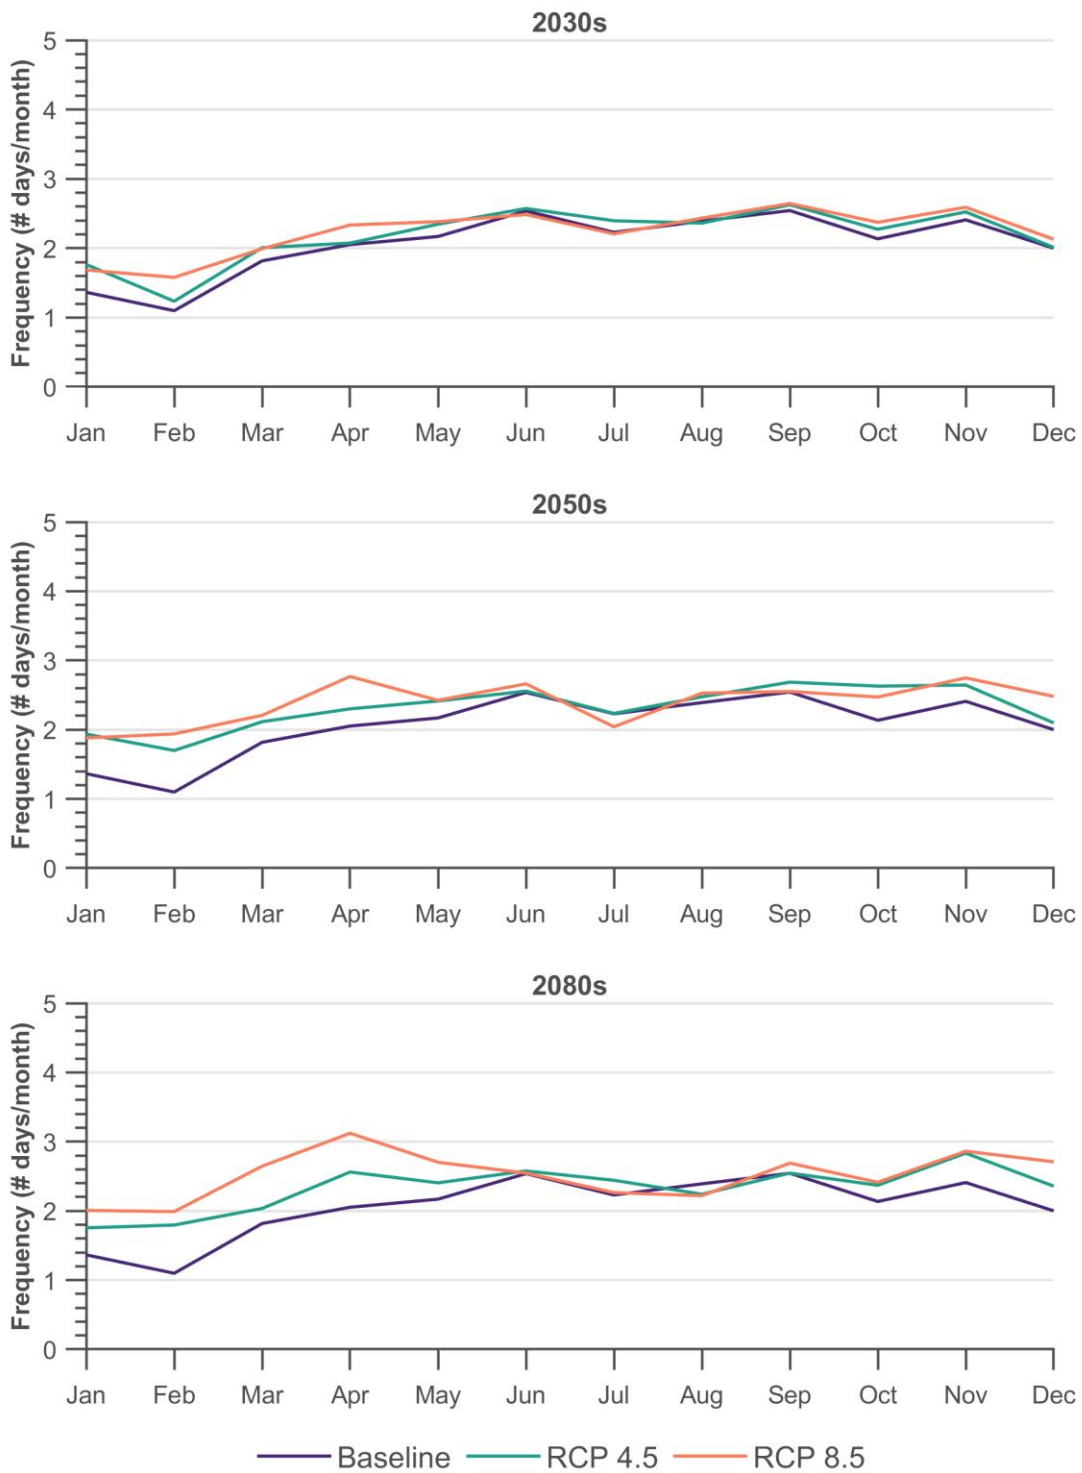 2030s
Frequency (# days/month)
5
4
3
2
1
0
Jan Feb Mar Apr May Jun Jul Aug Sep Oct Nov Dec
2050s
Frequency (# days/month)
5
4
3
2
1
0
Jan Feb Mar Apr May Jun Jul Aug Sep Oct Nov Dec
2080s
Frequency (# days/month)
5
4
3
2
1
0
Jan Feb Mar Apr May Jun Jul Aug Sep Oct Nov Dec
Baseline RCP 4.5 RCP 8.5